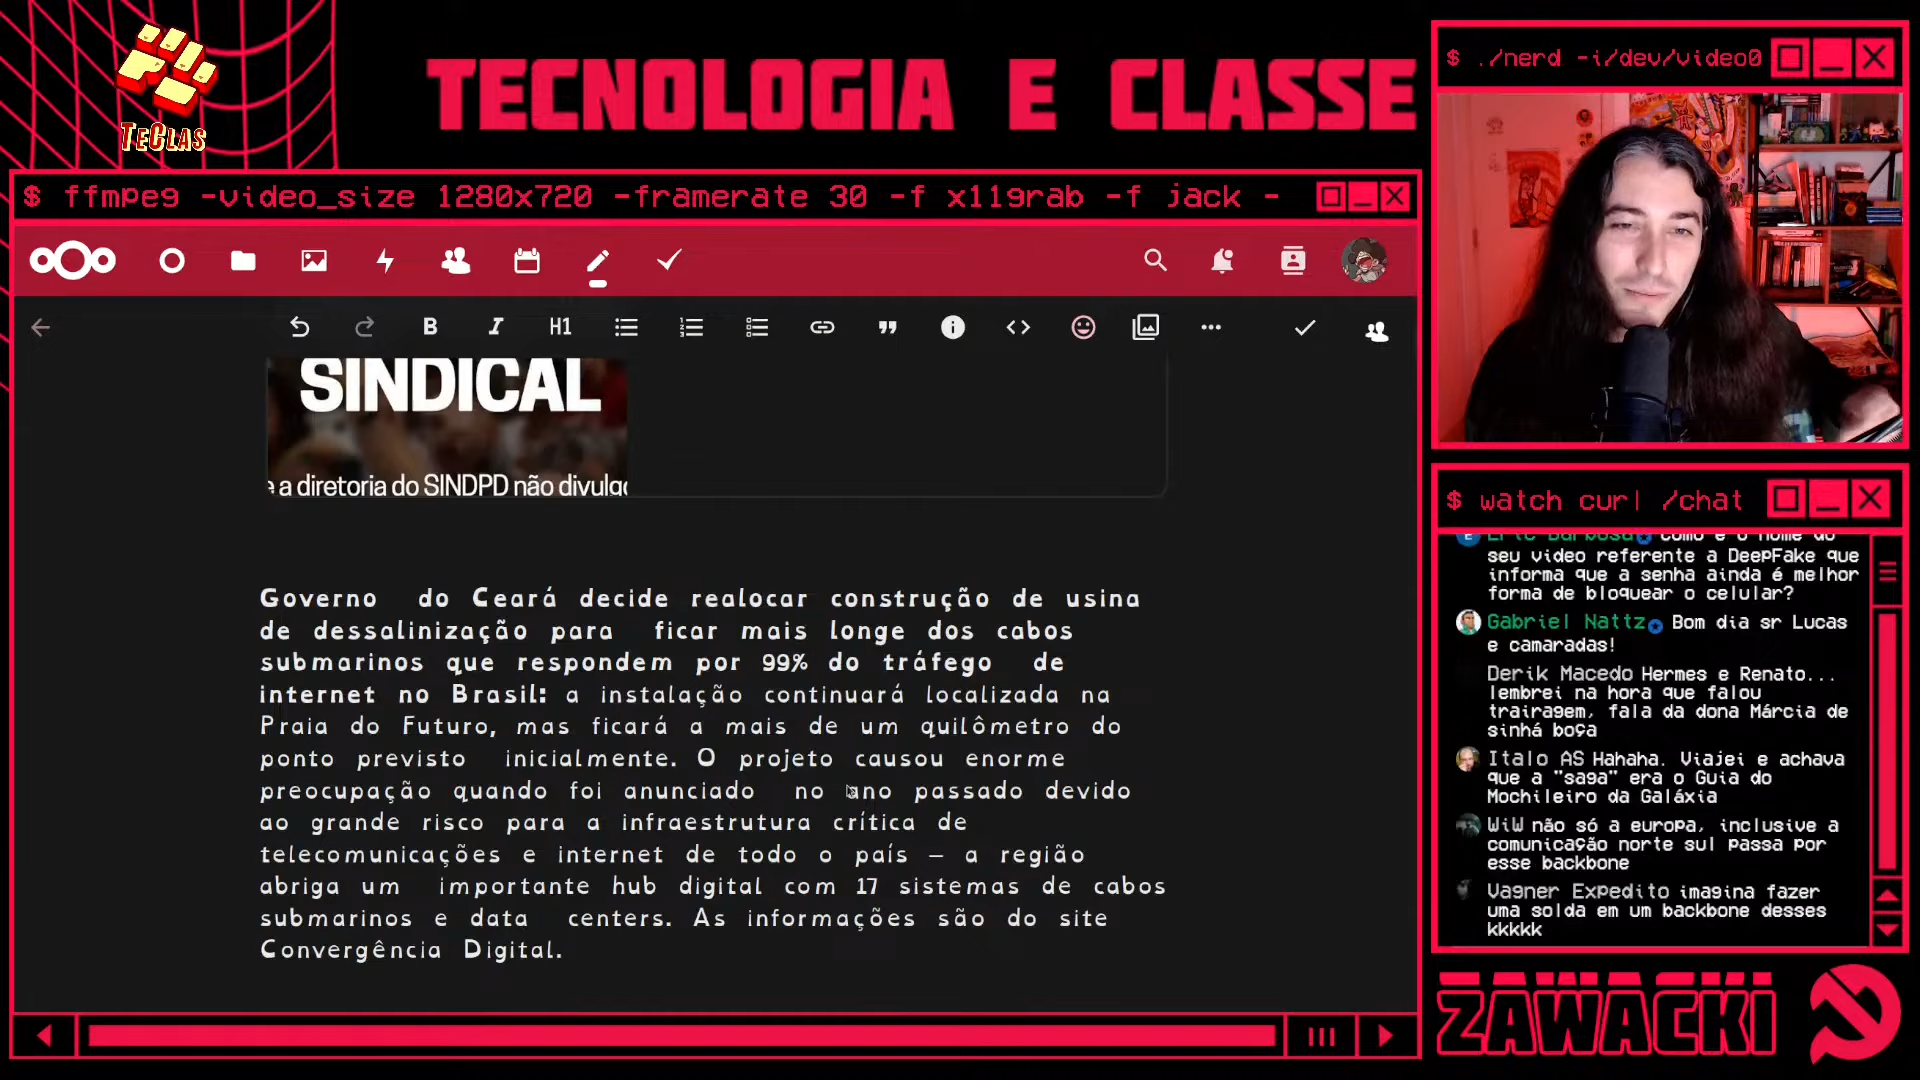 TECLAS
TECNOLOGIA E CLASSE
$ ./nerd -i/dev/video0
$ ffmpeg -video_size 1280x720 -framerate 30 -f x11grab -f jack -
B I H1
SINDICAL
e a diretoria do SINDPD não divulgo
Governo do Ceará decide realocar construção de usina
de dessalinização para ficar mais longe dos cabos
submarinos que respondem por 99% do tráfego de
internet no Brasil: a instalação continuará localizada na
Praia do Futuro, mas ficará a mais de um quilômetro do
ponto previsto inicialmente. O projeto causou enorme
preocupação quando foi anunciado no ano passado devido
ao grande risco para a infraestrutura crítica de
telecomunicações e internet de todo o país – a região
abriga um importante hub digital com 17 sistemas de cabos
submarinos e data centers. As informações são do site
Convergência Digital.
$ watch curl /chat
Eric Barbosa como é o nome do
seu video referente a DeepFake que
informa que a senha ainda é melhor
forma de bloquear o celular?
Gabriel Nattz Bom dia sr Lucas
e camaradas!
Derik Macedo Hermes e Renato...
lembrei na hora que falou
trairagem, fala da dona Márcia de
sinhá boça
Italo AS Hahaha. Viajei e achava
que a "saga" era o Guia do
Mochileiro da Galáxia
WiW não só a europa, inclusive a
comunicação norte sul passa por
esse backbone
Vagner Expedito imagina fazer
uma solda em um backbone desses
kkkkk
ZAWACKI